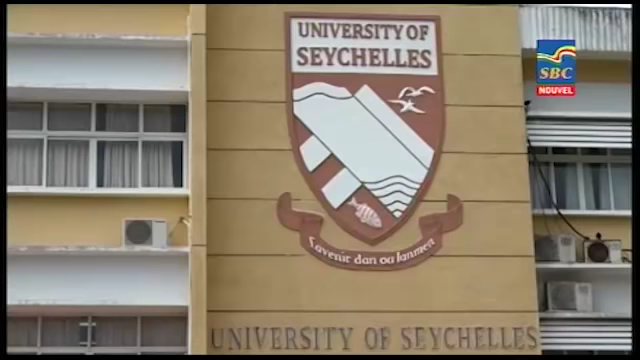 UNIVERSITY OF
SEYCHELLES
SBC
NOUVEL
Lavenir dan ou lanmen
UNIVERSITY OF SEYCHELLES